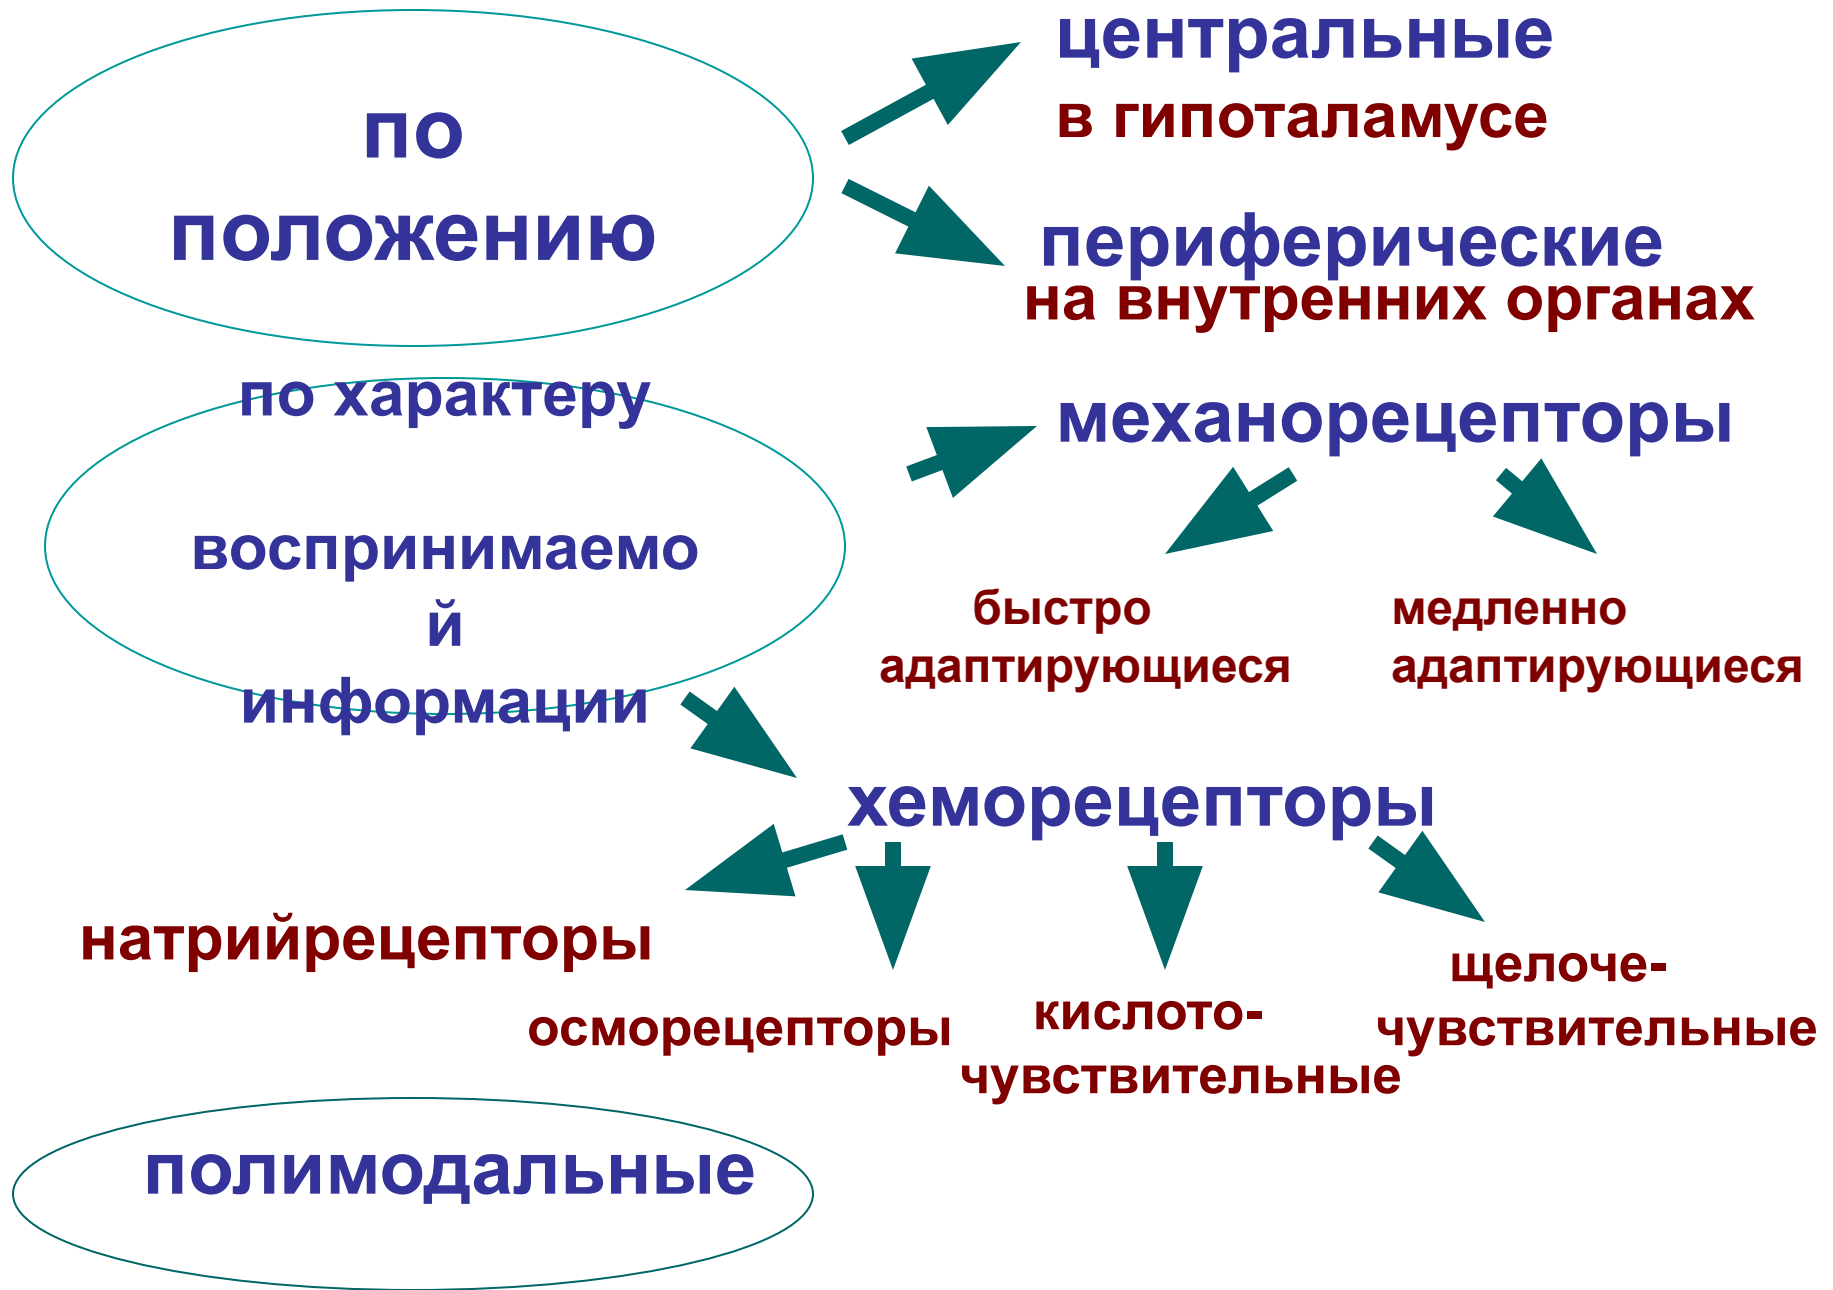 по
положению
центральные
в гипоталамусе
периферические
на внутренних органах
по характеру
воспринимаемо
й
информации
механорецепторы
быстро
адаптирующиеся
медленно
адаптирующиеся
хеморецепторы
натрийрецепторы
осморецепторы
кислото-
чувствительные
щелоче-
чувствительные
полимодальные